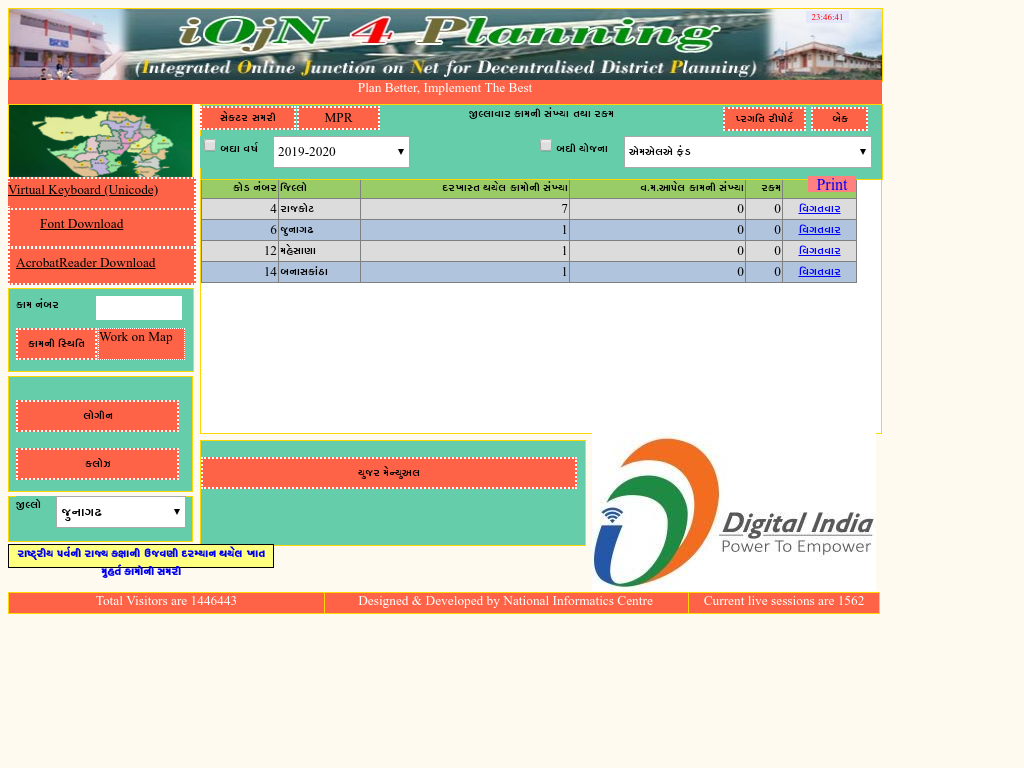 23:46:41
iOjN 4 Planning
(Integrated Online Junction on Net for Decentralised District Planning)
Plan Better, Implement The Best
સેક્ટર સમરી MPR જીલ્લાવાર કામની સંખ્યા તથા રકમ પ્રગતિ રીપોર્ટ બેક
બધા વર્ષ 2019-2020 બધી યોજના એમએલએ ફંડ
Virtual Keyboard (Unicode)
Font Download
AcrobatReader Download
કોડ નંબર જિલ્લો દરખાસ્ત થયેલ કામોની સંખ્યા વ.મ.આપેલ કામની સંખ્યા રકમ Print
4 રાજકોટ 7 0 0 વિગતવાર
6 જુનાગઢ 1 0 0 વિગતવાર
12 મહેસાણા 1 0 0 વિગતવાર
14 બનાસકાંઠા 1 0 0 વિગતવાર
કામ નંબર
કામની સ્થિતિ Work on Map
લોગીન
ક્લોઝ
જીલ્લો જુનાગઢ
રાષ્ટ્રીય પર્વની રાજ્ય કક્ષાની ઉજવણી દરમ્યાન થયેલ ખાત
મુહર્ત કામોની સમરી
યુજર મેન્યુઅલ
Digital India
Power To Empower
Total Visitors are 1446443 Designed & Developed by National Informatics Centre Current live sessions are 1562